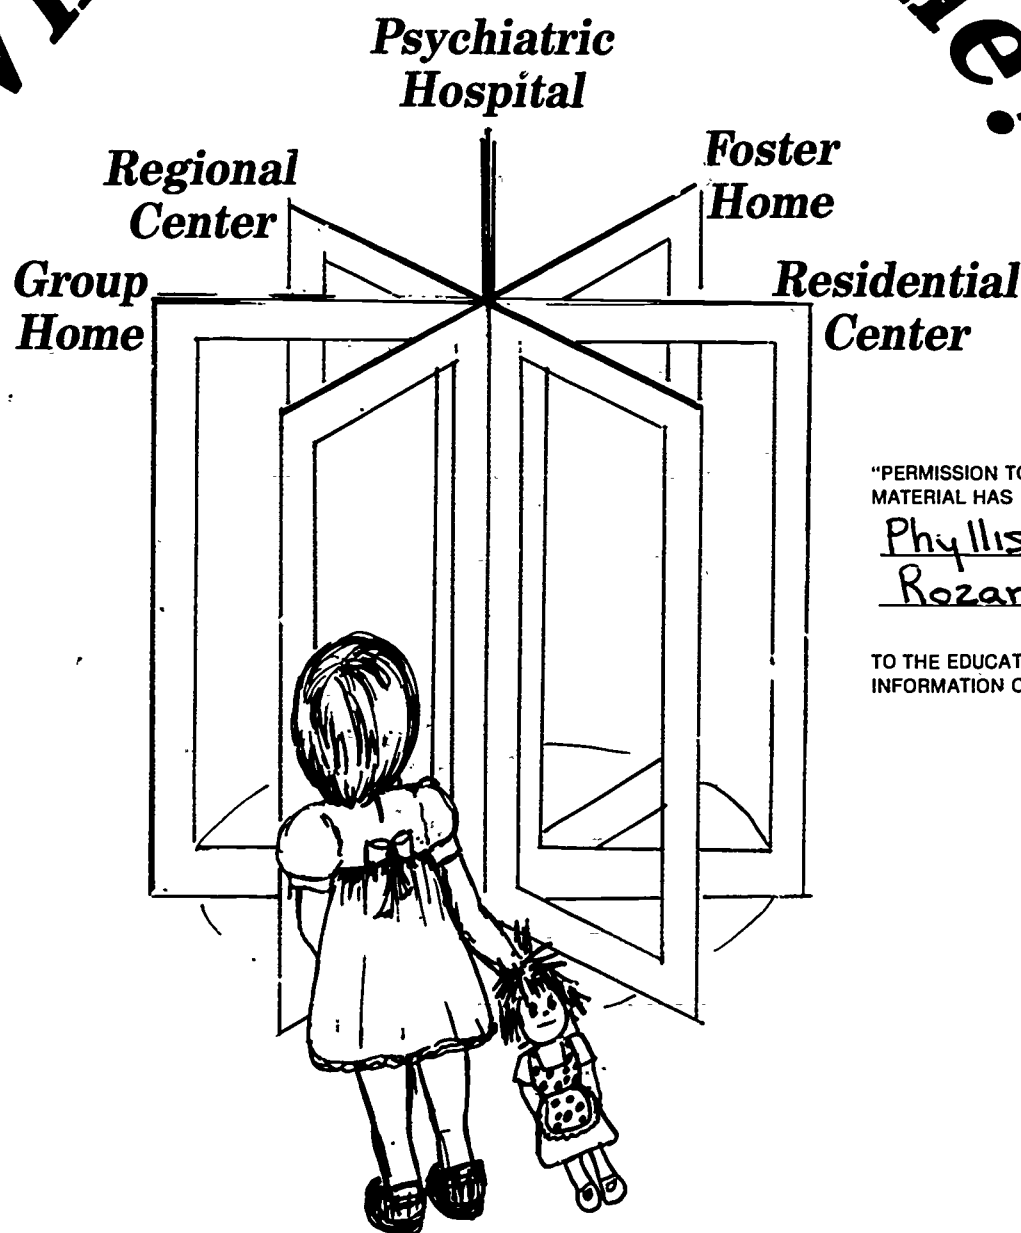 Psychiatric
Hospital
Regional
Center
Foster
Home
Group
Home
Residential
Center
"PERMISSION TO
MATERIAL HAS
Phyllis
Rozar
TO THE EDUCAT
INFORMATION C